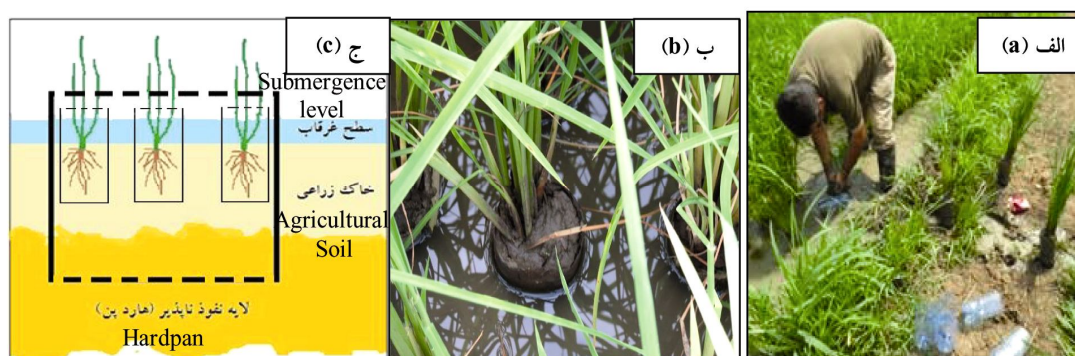 الف (a)
ب (b)
ج (c)
Submergence
level
سطح غرقاب
خاک زراعی
Agricultural
Soil
لایه نفوذ ناپذیر (هارد پن)
Hardpan